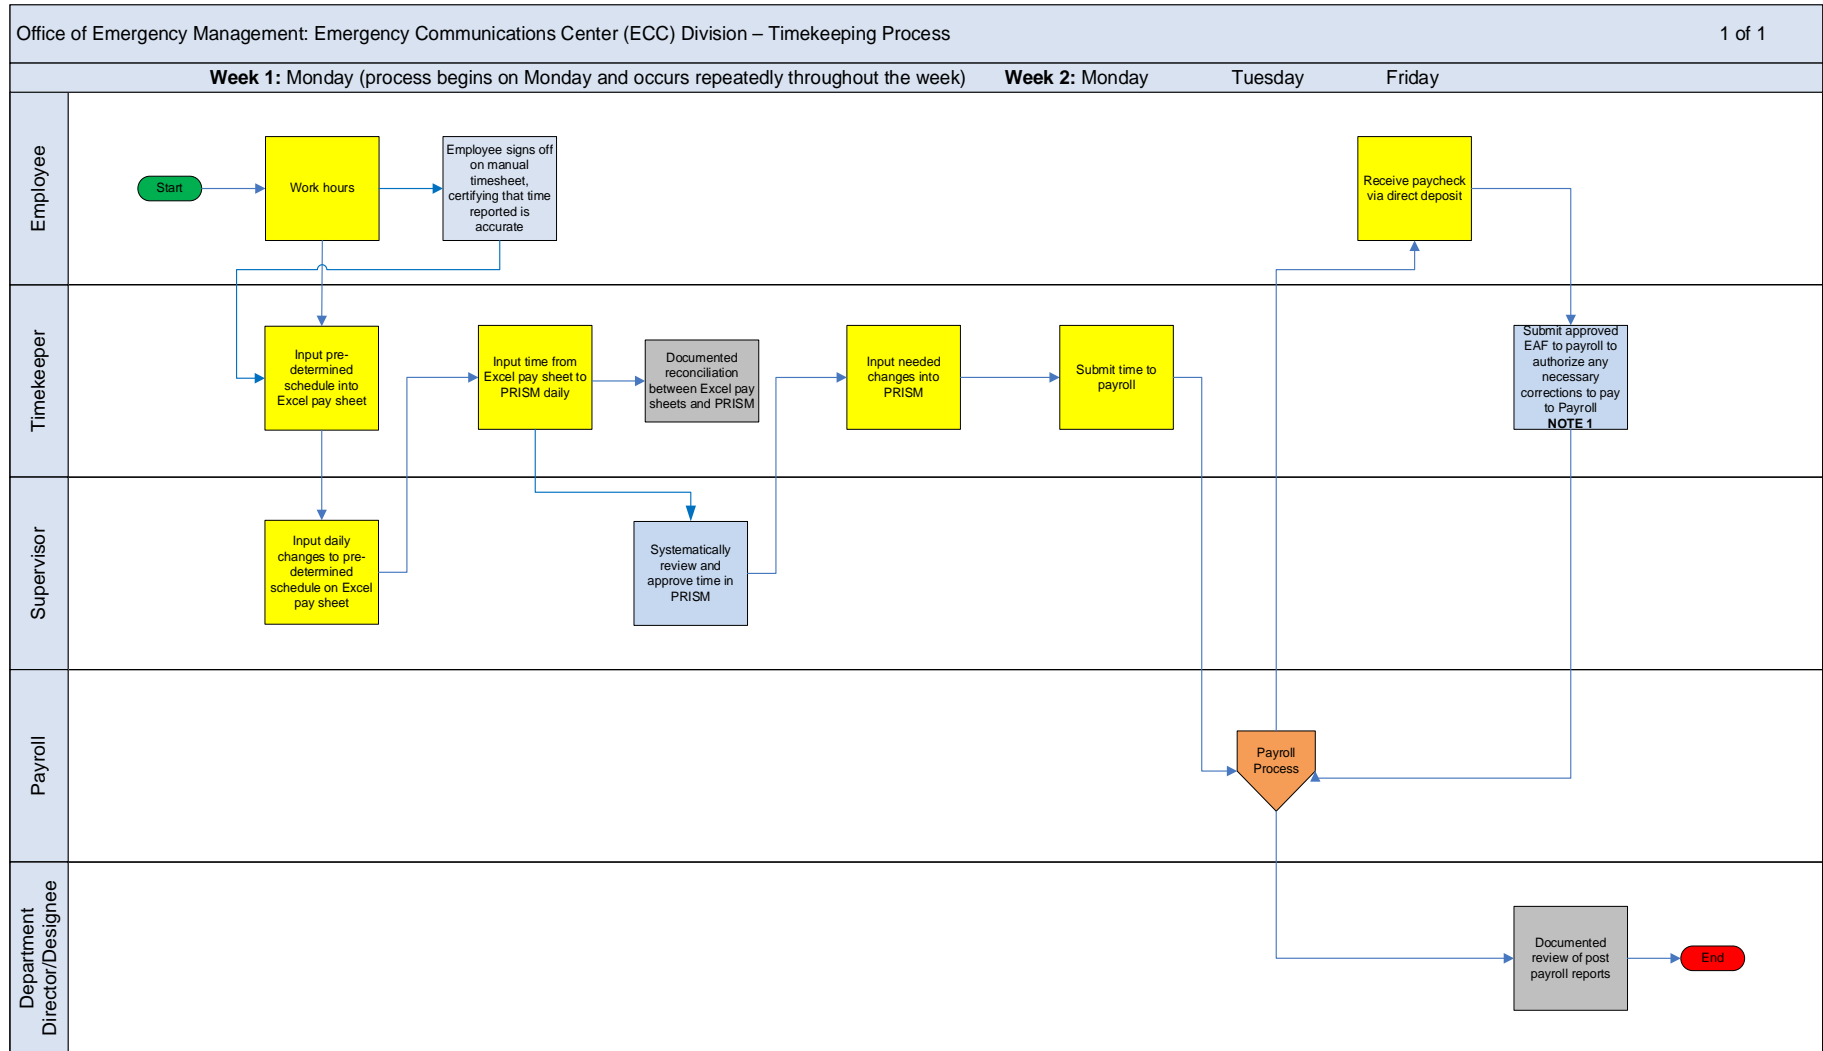 Office of Emergency Management: Emergency Communications Center (ECC) Division – Timekeeping Process
1 of 1
Week 1: Monday (process begins on Monday and occurs repeatedly throughout the week)
Week 2: Monday
Tuesday
Friday
Employee
Start
Work hours
Employee signs off
on manual
timesheet,
certifying that time
reported is
accurate
Receive paycheck
via direct deposit
Timekeeper
Input pre-
determined
schedule into
Excel pay sheet
Input time from
Excel pay sheet to
PRISM daily
Documented
reconciliation
between Excel pay
sheets and PRISM
Input needed
changes into
PRISM
Submit time to
payroll
Submit approved
EAF to payroll to
authorize any
necessary
corrections to pay
to Payroll
NOTE 1
Supervisor
Input daily
changes to pre-
determined
schedule on Excel
pay sheet
Systematically
review and
approve time in
PRISM
Payroll
Payroll
Process
Department
Director/Designee
Documented
review of post
payroll reports
End